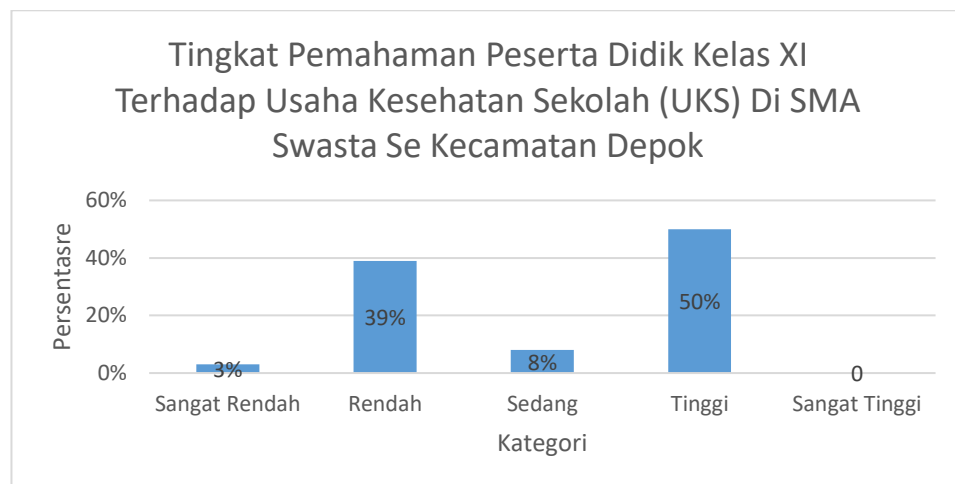 Tingkat Pemahaman Peserta Didik Kelas XI
Terhadap Usaha Kesehatan Sekolah (UKS) Di SMA
Swasta Se Kecamatan Depok
60%
40%
20%
0%
Persentasre
3%
39%
8%
50%
0
Sangat Rendah
Rendah
Sedang
Tinggi
Sangat Tinggi
Kategori